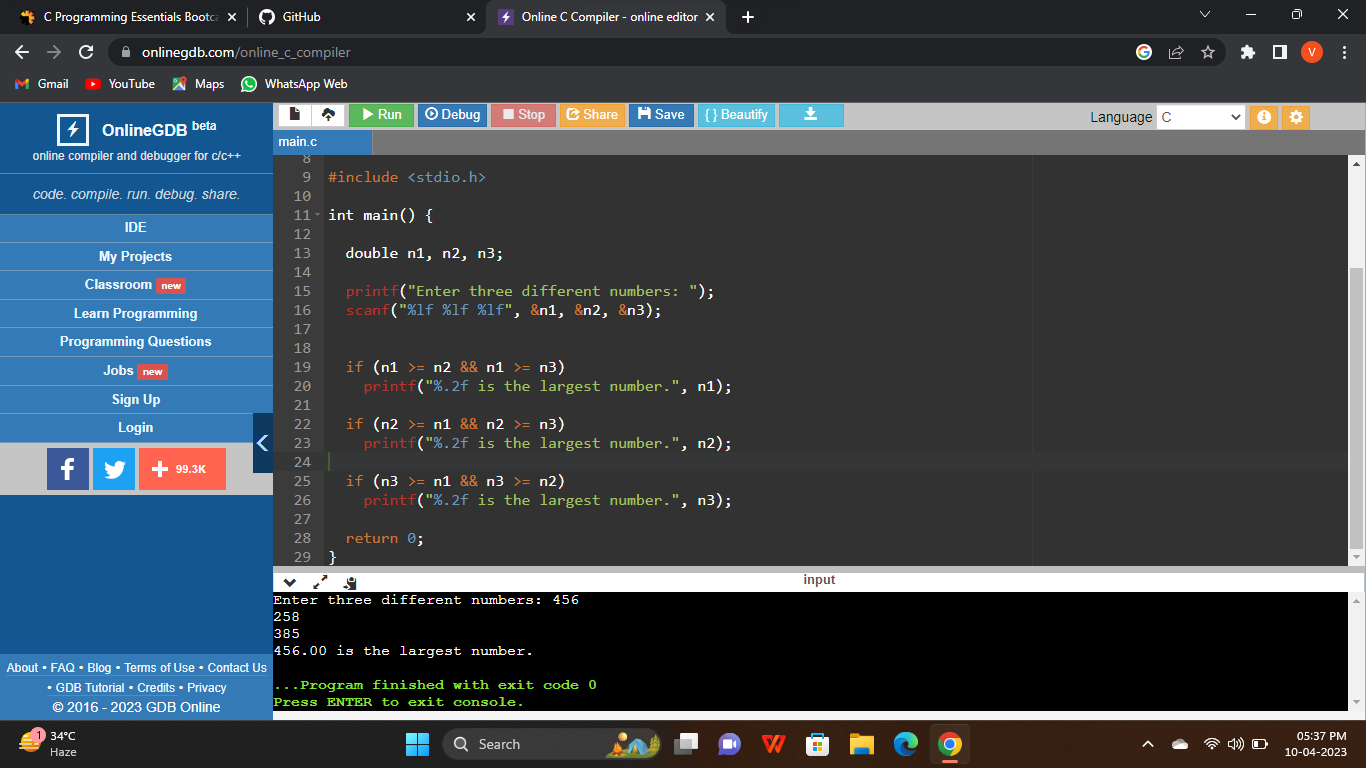 C Programming Essentials Bootca
GitHub
Online C Compiler - online editor
onlinegdb.com/online_c_compiler
V
Gmail
YouTube
Maps
WhatsApp Web
OnlineGDB beta
online compiler and debugger for c/c++
code. compile. run. debug. share.
IDE
My Projects
Classroom new
Learn Programming
Programming Questions
Jobs new
Sign Up
Login
99.3K
About • FAQ • Blog • Terms of Use • Contact Us
• GDB Tutorial • Credits • Privacy
© 2016 - 2023 GDB Online
Run
Debug
Stop
Share
Save
{ } Beautify
Language C
main.c
8
9 #include <stdio.h>
10
11 int main() {
12
13 double n1, n2, n3;
14
15 printf("Enter three different numbers: ");
16 scanf("%lf %lf %lf", &n1, &n2, &n3);
17
18
19 if (n1 >= n2 && n1 >= n3)
20 printf("%.2f is the largest number.", n1);
21
22 if (n2 >= n1 && n2 >= n3)
23 printf("%.2f is the largest number.", n2);
24
25 if (n3 >= n1 && n3 >= n2)
26 printf("%.2f is the largest number.", n3);
27
28 return 0;
29 }
input
Enter three different numbers: 456
258
385
456.00 is the largest number.
...Program finished with exit code 0
Press ENTER to exit console.
1
34°C
Haze
Search
05:37 PM
10-04-2023